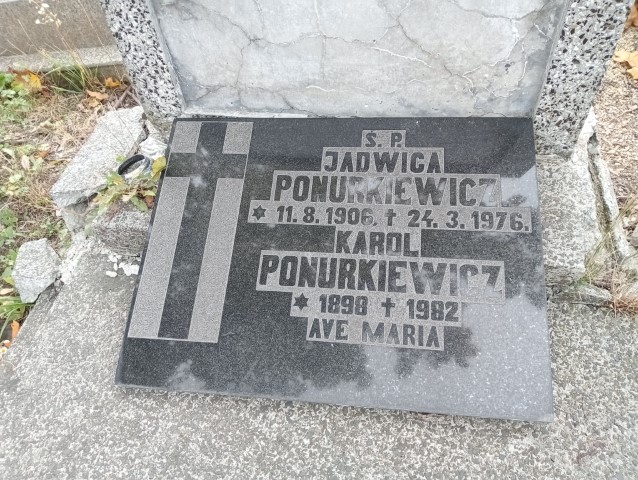 Ś. P.
JADWIGA
PONURKIEWICZ
* 11. 8. 1906. † 24. 3. 1976.
KAROL
PONURKIEWICZ
* 1898 † 1982
AVE MARIA